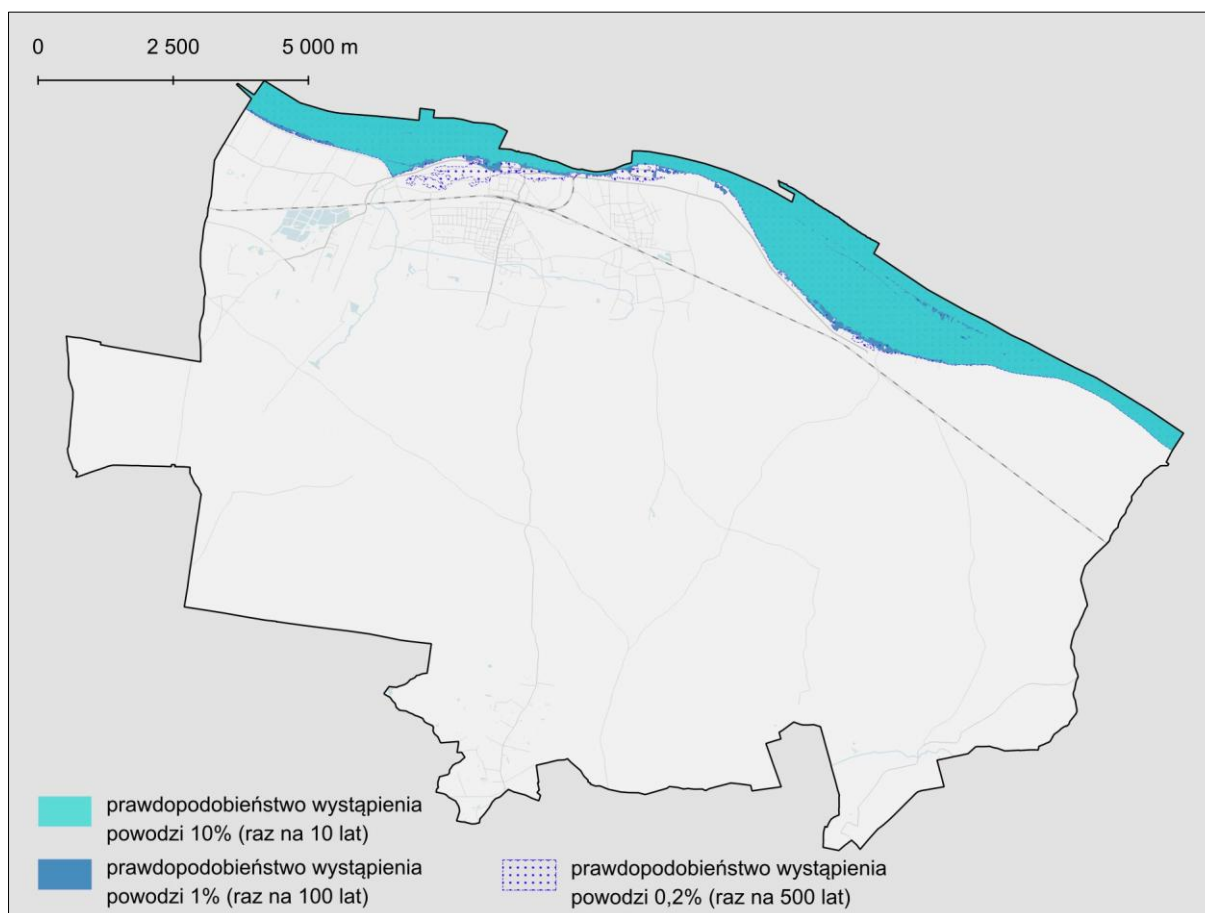 0 2 500 5 000 m
prawdopodobieństwo wystąpienia
powodzi 10% (raz na 10 lat)
prawdopodobieństwo wystąpienia
powodzi 1% (raz na 100 lat)
prawdopodobieństwo wystąpienia
powodzi 0,2% (raz na 500 lat)